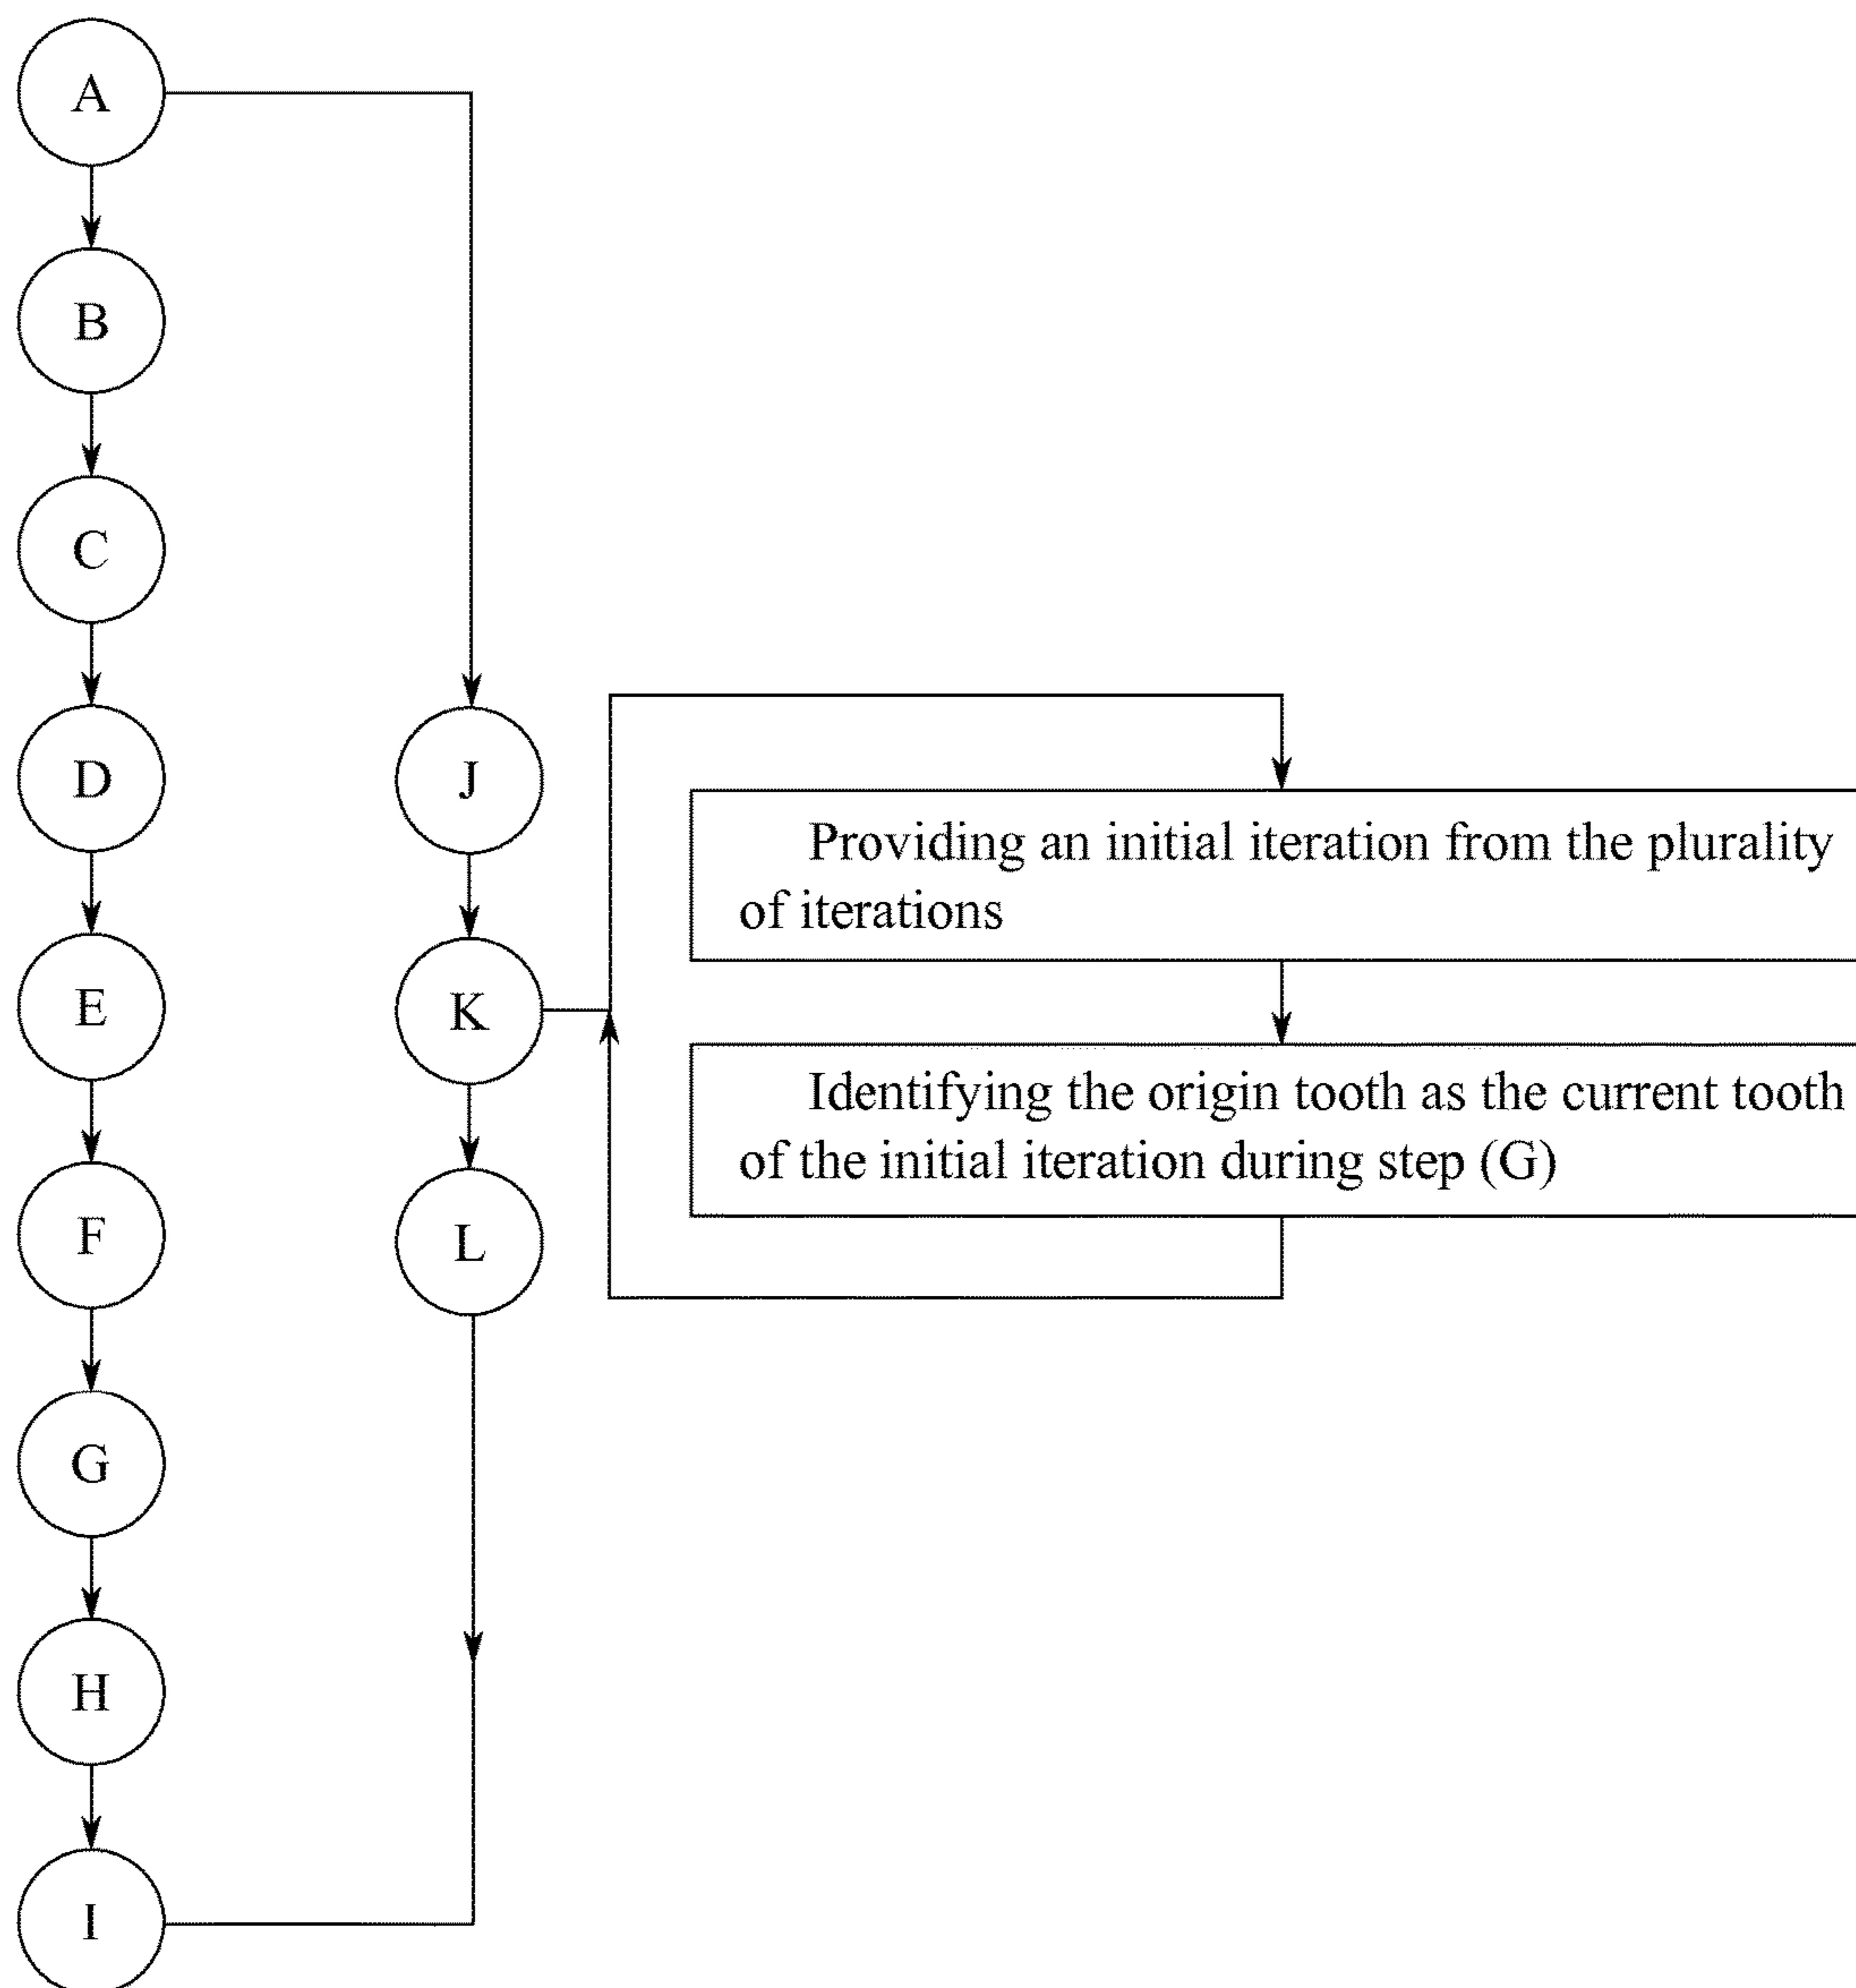 A
B
C
D
E
F
G
H
I
J
K
L
Providing an initial iteration from the plurality
of iterations
Identifying the origin tooth as the current tooth
of the initial iteration during step (G)